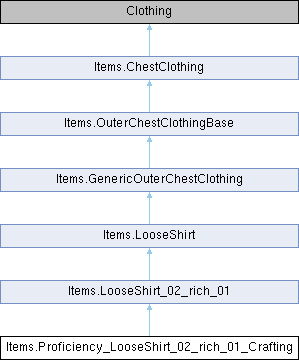 Clothing
Items.ChestClothing
Items.OuterChestClothingBase
Items.GenericOuterChestClothing
Items.LooseShirt
Items.LooseShirt_02_rich_01
Items.Proficiency_LooseShirt_02_rich_01_Crafting